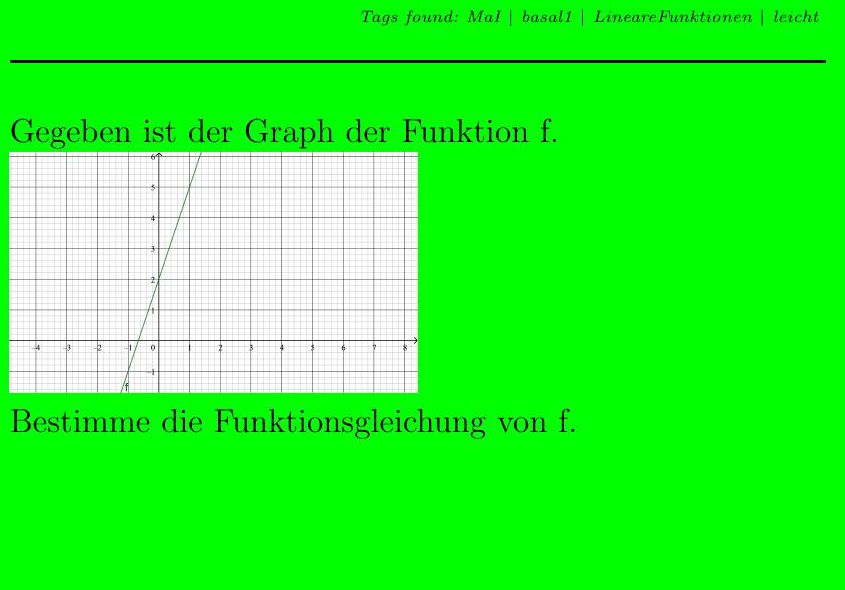 Tags found: MaI | basal1 | LineareFunktionen | leicht
Gegeben ist der Graph der Funktion f.
6
5
4
3
2
1
-4 -3 -2 -1 0 1 2 3 4 5 6 7 8
-1
f
Bestimme die Funktionsgleichung von f.